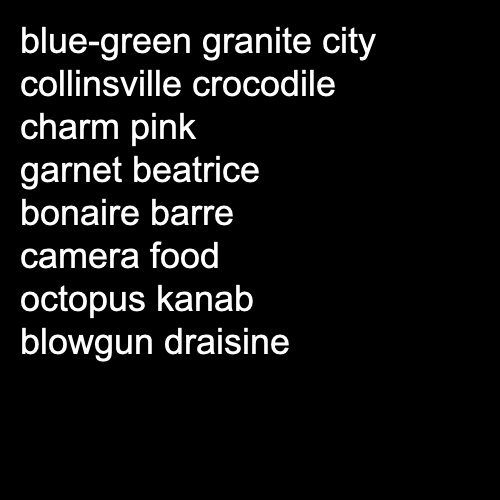 blue-green granite city
collinsville crocodile
charm pink
garnet beatrice
bonaire barre
camera food
octopus kanab
blowgun draisine